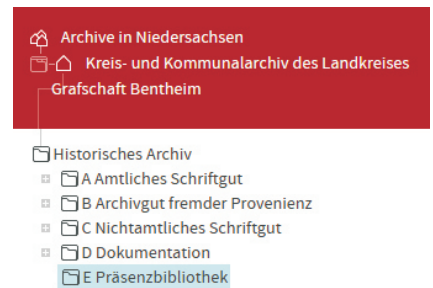 Archive in Niedersachsen
Kreis- und Kommunalarchiv des Landkreises
Grafschaft Bentheim
Historisches Archiv
A Amtliches Schriftgut
B Archivgut fremder Provenienz
C Nichtamtliches Schriftgut
D Dokumentation
E Präsenzbibliothek